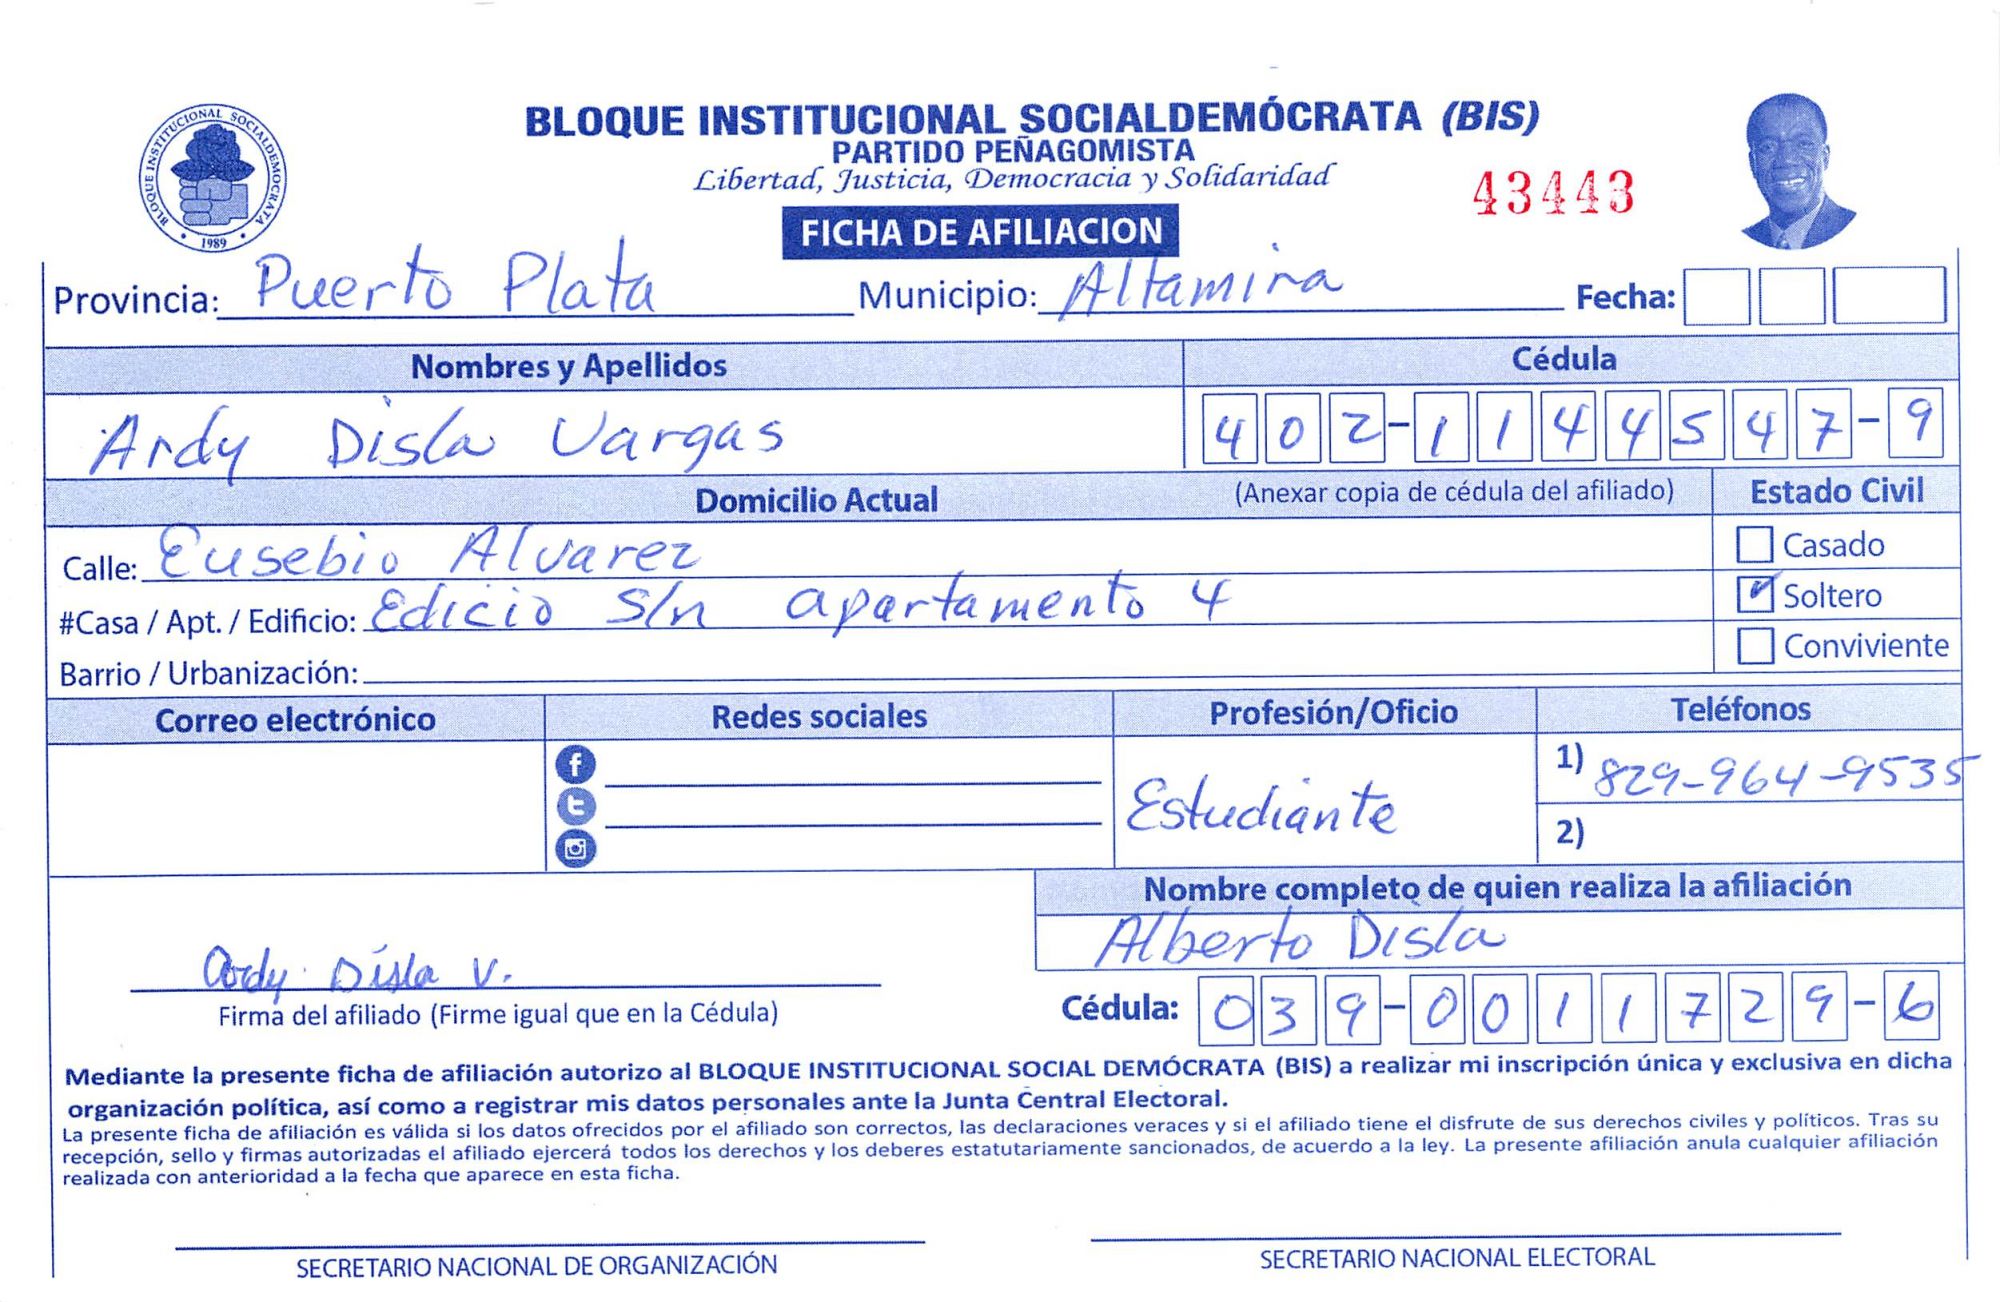 BLOQUE INSTITUCIONAL SOCIALDEMOCRATA
1989
BLOQUE INSTITUCIONAL SOCIALDEMÓCRATA (BIS)
PARTIDO PEÑAGOMISTA
Libertad, Justicia, Democracia y Solidaridad
43443
FICHA DE AFILIACION
Provincia: Puerto Plata Municipio: Altamira Fecha:
Nombres y Apellidos Cédula
Ardy Disla Vargas 402-1144547-9
Domicilio Actual (Anexar copia de cédula del afiliado) Estado Civil
Calle: Eusebio Alvarez Casado
#Casa / Apt. / Edificio: Edicio S/n apartamento 4 Soltero
Barrio / Urbanización: Conviviente
Correo electrónico Redes sociales Profesión/Oficio Teléfonos
1) 829-964-9535
Estudiante
2)
Nombre completo de quien realiza la afiliación
Alberto Disla
Ardy Disla V.
Firma del afiliado (Firme igual que en la Cédula) Cédula: 039-0011729-6
Mediante la presente ficha de afiliación autorizo al BLOQUE INSTITUCIONAL SOCIAL DEMÓCRATA (BIS) a realizar mi inscripción única y exclusiva en dicha
organización política, así como a registrar mis datos personales ante la Junta Central Electoral.
La presente ficha de afiliación es válida si los datos ofrecidos por el afiliado son correctos, las declaraciones veraces y si el afiliado tiene el disfrute de sus derechos civiles y políticos. Tras su
recepción, sello y firmas autorizadas el afiliado ejercerá todos los derechos y los deberes estatutariamente sancionados, de acuerdo a la ley. La presente afiliación anula cualquier afiliación
realizada con anterioridad a la fecha que aparece en esta ficha.
SECRETARIO NACIONAL DE ORGANIZACIÓN SECRETARIO NACIONAL ELECTORAL